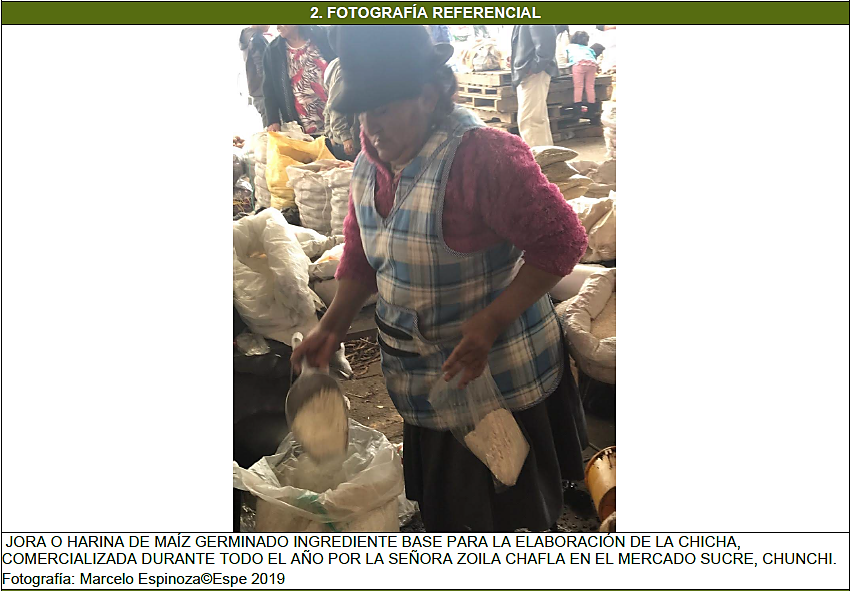 2. FOTOGRAFÍA REFERENCIAL
JORA O HARINA DE MAÍZ GERMINADO INGREDIENTE BASE PARA LA ELABORACIÓN DE LA CHICHA,
COMERCIALIZADA DURANTE TODO EL AÑO POR LA SEÑORA ZOILA CHAFLA EN EL MERCADO SUCRE, CHUNCHI.
Fotografía: Marcelo Espinoza©Espe 2019